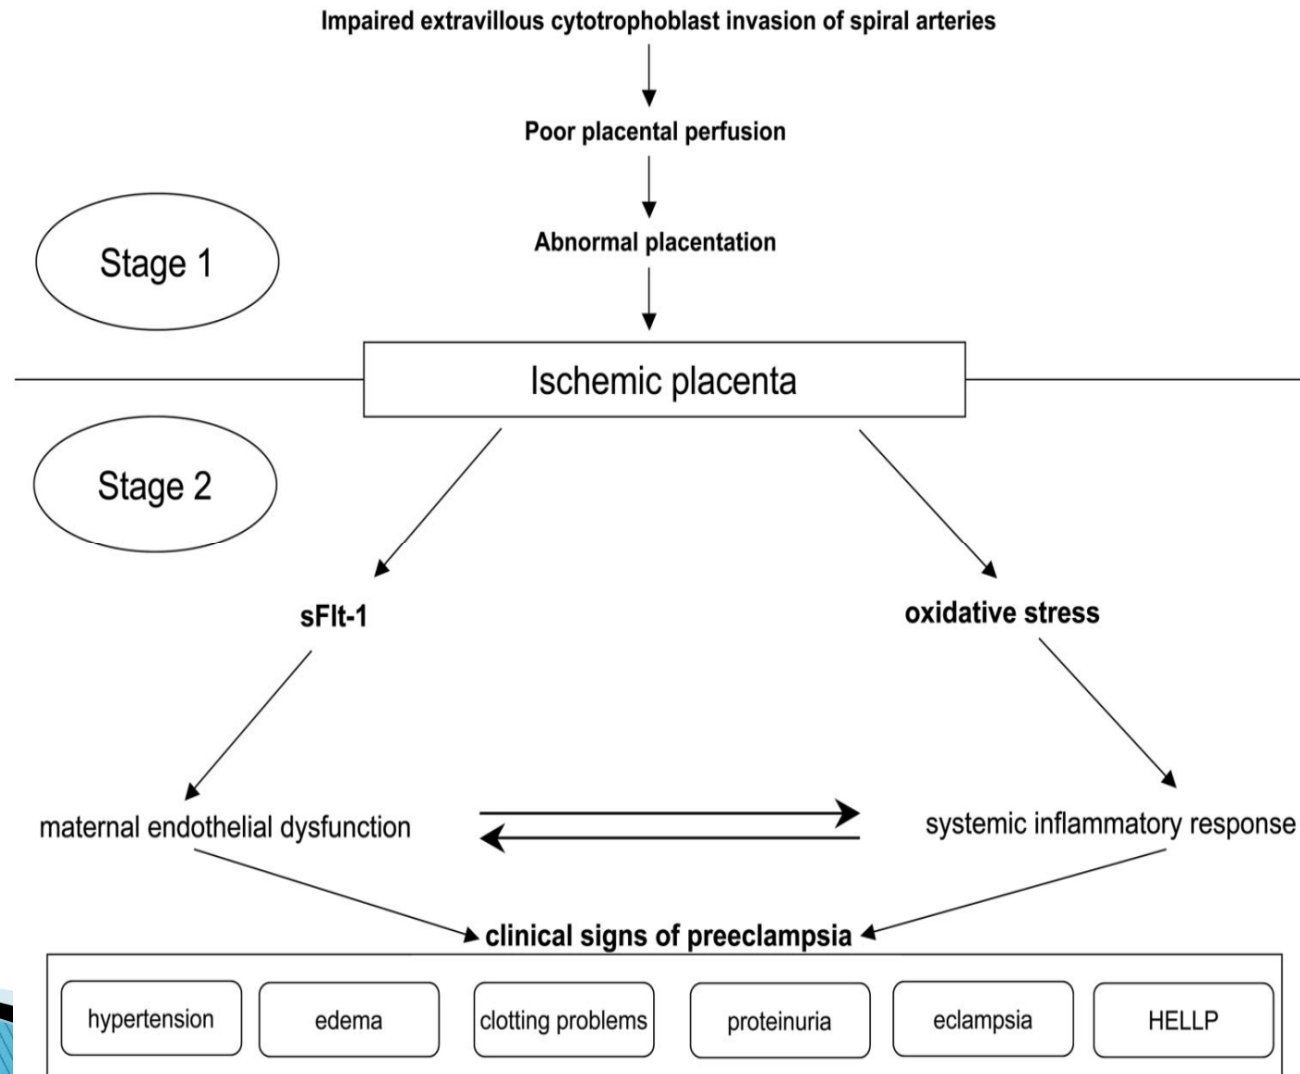 Impaired extravillous cytotrophoblast invasion of spiral arteries
Poor placental perfusion
Abnormal placentation
Stage 1
Ischemic placenta
Stage 2
sFlt-1
oxidative stress
maternal endothelial dysfunction
systemic inflammatory response
clinical signs of preeclampsia
hypertension
edema
clotting problems
proteinuria
eclampsia
HELLP